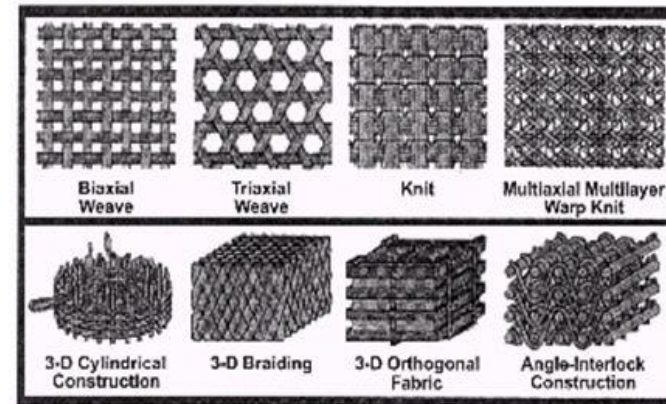 Biaxial
Weave
Triaxial
Weave
Knit
Multiaxial Multilayer
Warp Knit
3-D Cylindrical
Construction
3-D Braiding
3-D Orthogonal
Fabric
Angle-Interlock
Construction